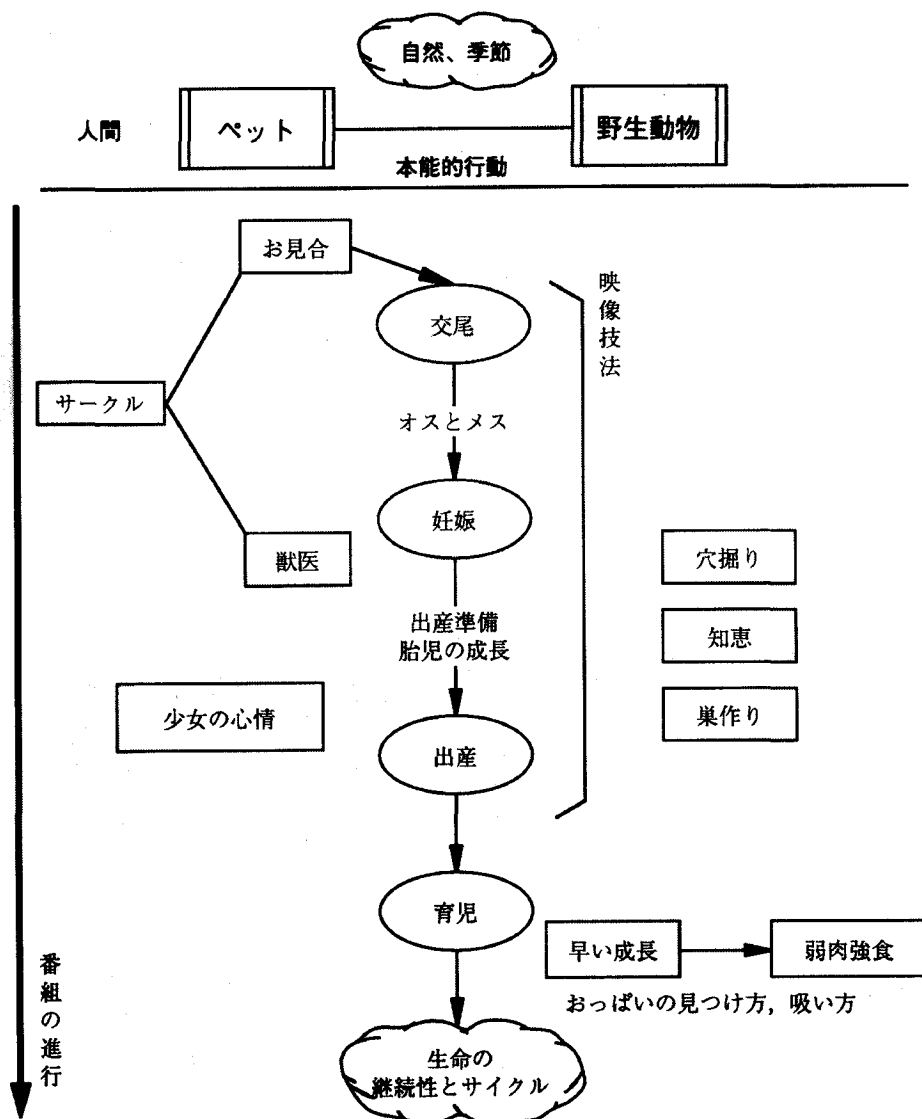 自然、季節
人間
ペット
野生動物
本能的行動
お見合
交尾
映像技法
サークル
オスとメス
妊娠
獣医
穴掘り
出産準備
胎児の成長
知恵
少女の心情
巣作り
出産
育児
早い成長
弱肉強食
おっぱいの見つけ方，吸い方
番組の進行
生命の
継続性とサイクル